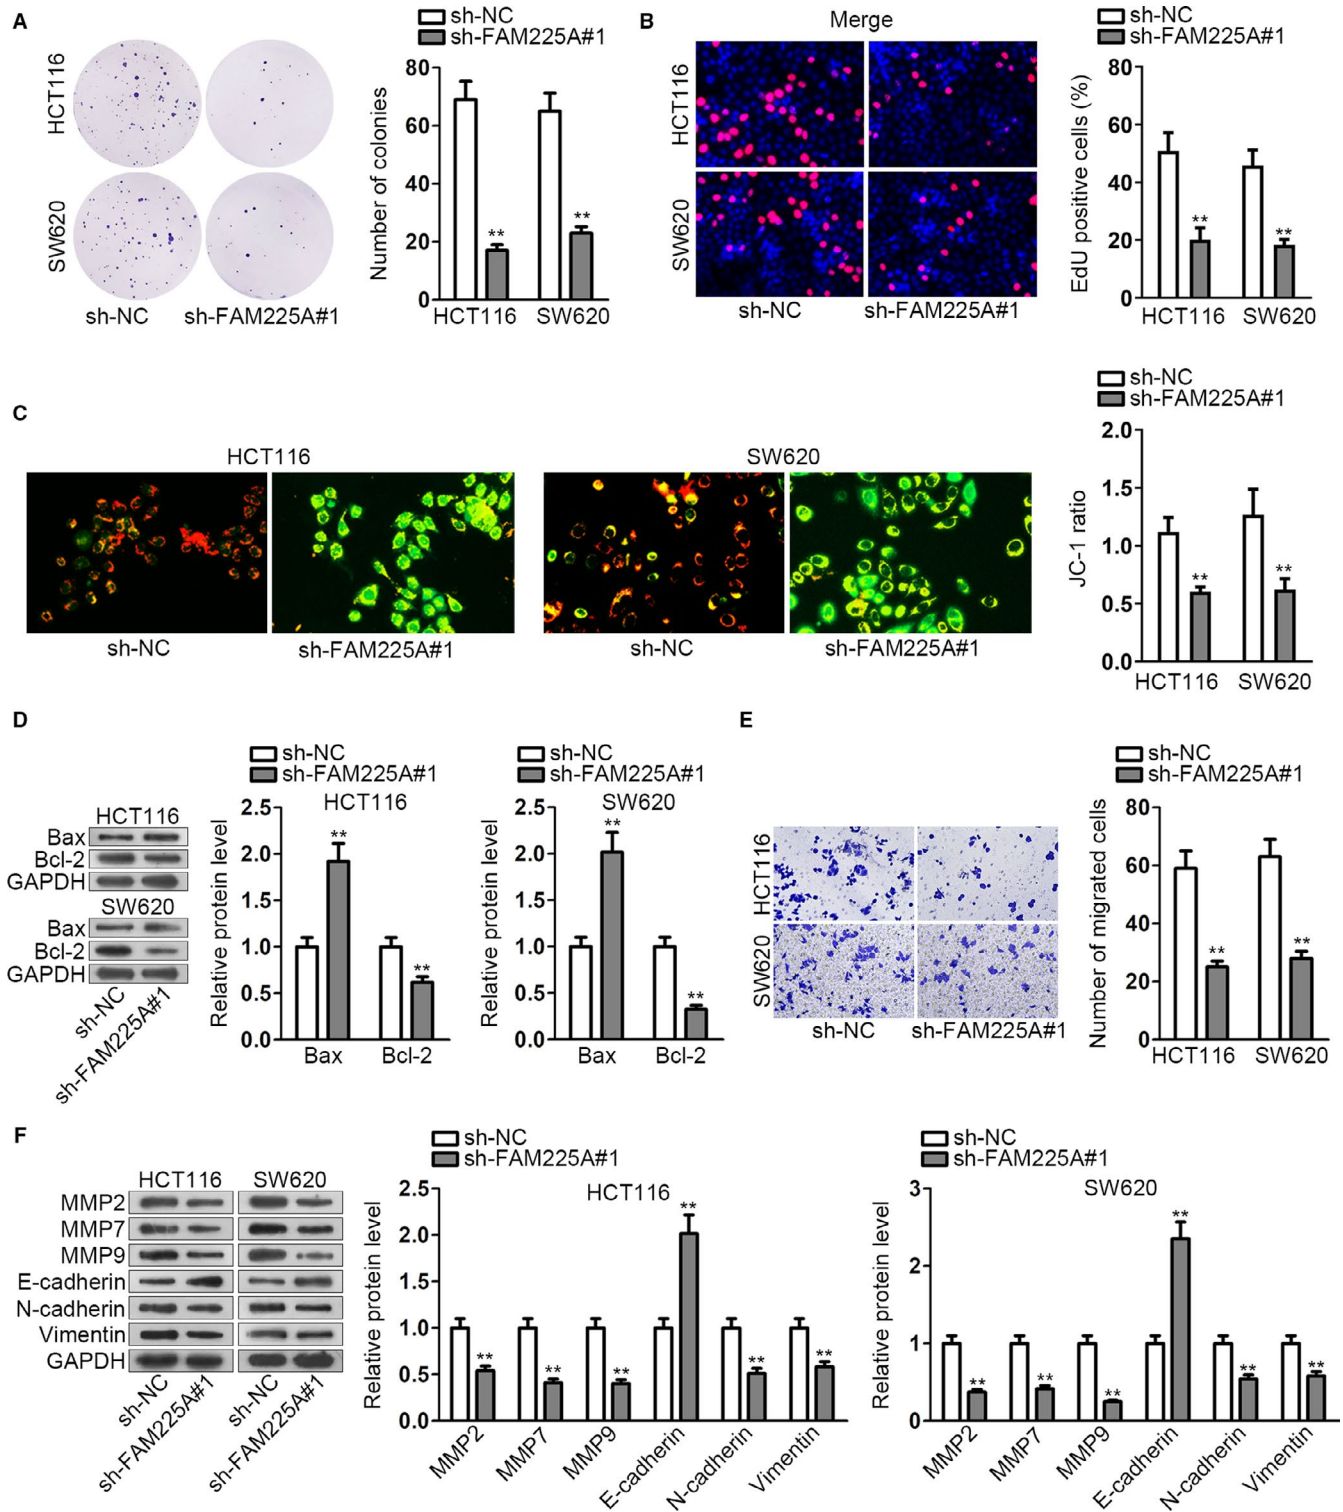 A
HCT116
SW620
sh-NC
sh-FAM225A#1
sh-NC
sh-FAM225A#1
Number of colonies
80
60
40
20
0
HCT116
SW620
**
**
B
Merge
HCT116
SW620
sh-NC
sh-FAM225A#1
sh-NC
sh-FAM225A#1
EdU positive cells (%)
80
60
40
20
0
**
**
HCT116
SW620
C
HCT116
SW620
sh-NC
sh-FAM225A#1
sh-NC
sh-FAM225A#1
sh-NC
sh-FAM225A#1
JC-1 ratio
2.0
1.5
1.0
0.5
0.0
**
**
HCT116
SW620
D
HCT116
Bax
Bcl-2
GAPDH
SW620
Bax
Bcl-2
GAPDH
sh-NC
sh-FAM225A#1
sh-NC
sh-FAM225A#1
HCT116
Relative protein level
2.5
2.0
1.0
0.5
0.0
**
**
Bax
Bcl-2
sh-NC
sh-FAM225A#1
SW620
Relative protein level
2.5
2.0
1.0
0.5
0.0
**
**
Bax
Bcl-2
E
HCT116
SW620
sh-NC
sh-FAM225A#1
sh-NC
sh-FAM225A#1
Number of migrated cells
80
60
40
20
0
**
**
HCT116
SW620
F
HCT116
SW620
MMP2
MMP7
MMP9
E-cadherin
N-cadherin
Vimentin
GAPDH
sh-NC
sh-FAM225A#1
sh-NC
sh-FAM225A#1
sh-NC
sh-FAM225A#1
HCT116
Relative protein level
2.5
2.0
1.0
0.5
0.0
**
**
**
**
**
**
MMP2
MMP7
MMP9
E-cadherin
N-cadherin
Vimentin
sh-NC
sh-FAM225A#1
SW620
Relative protein level
3
2
1
0
**
**
**
**
**
**
MMP2
MMP7
MMP9
E-cadherin
N-cadherin
Vimentin